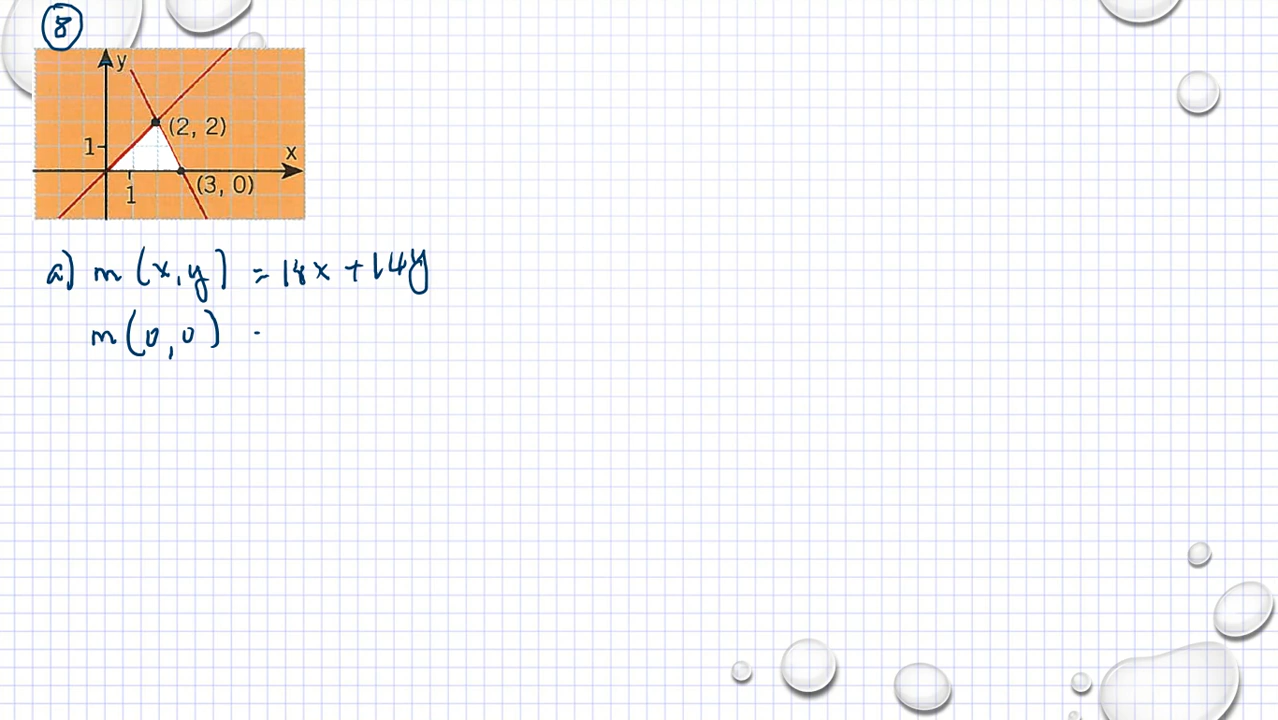 8
y
(2, 2)
1
x
1
(3, 0)
a) m(x,y) = 18x + 14y
m(0,0)